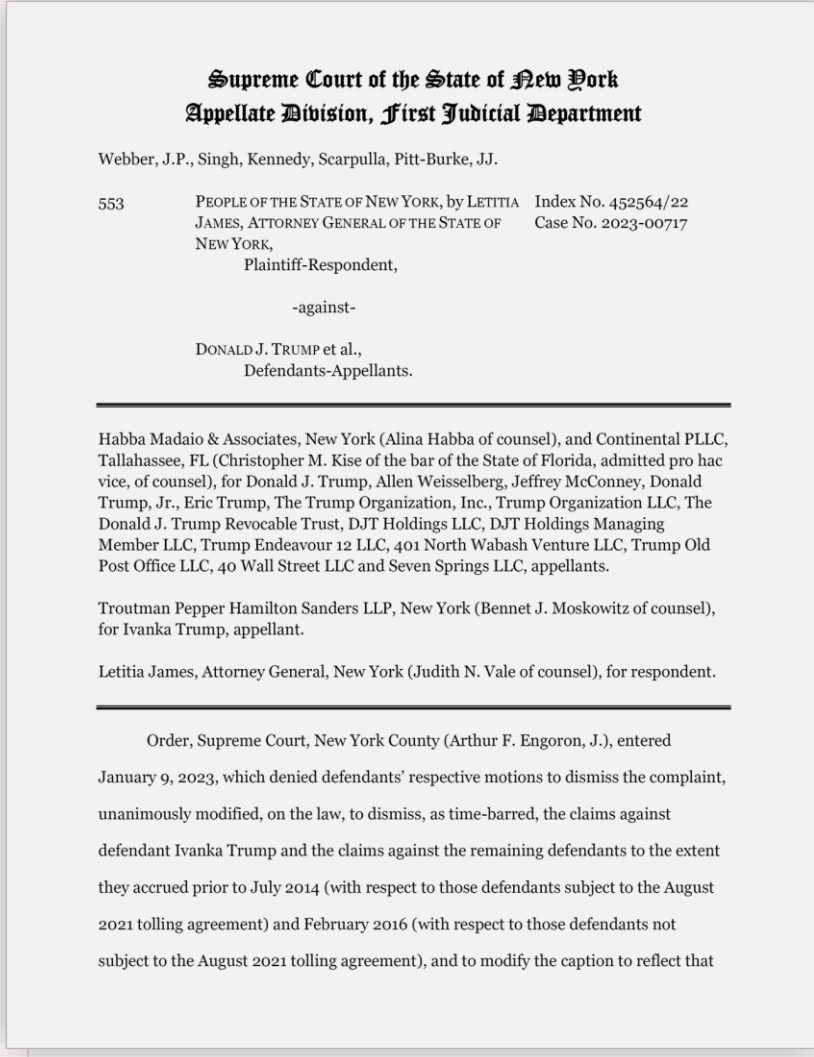 Supreme Court of the State of New York
Appellate Division, First Judicial Department
Webber, J.P., Singh, Kennedy, Scarpulla, Pitt-Burke, JJ.
553 PEOPLE OF THE STATE OF NEW YORK, by LETITIA Index No. 452564/22
JAMES, ATTORNEY GENERAL OF THE STATE OF Case No. 2023-00717
NEW YORK,
Plaintiff-Respondent,
-against-
DONALD J. TRUMP et al.,
Defendants-Appellants.
Habba Madaio & Associates, New York (Alina Habba of counsel), and Continental PLLC,
Tallahassee, FL (Christopher M. Kise of the bar of the State of Florida, admitted pro hac
vice, of counsel), for Donald J. Trump, Allen Weisselberg, Jeffrey McConney, Donald
Trump, Jr., Eric Trump, The Trump Organization, Inc., Trump Organization LLC, The
Donald J. Trump Revocable Trust, DJT Holdings LLC, DJT Holdings Managing
Member LLC, Trump Endeavour 12 LLC, 401 North Wabash Venture LLC, Trump Old
Post Office LLC, 40 Wall Street LLC and Seven Springs LLC, appellants.
Troutman Pepper Hamilton Sanders LLP, New York (Bennet J. Moskowitz of counsel),
for Ivanka Trump, appellant.
Letitia James, Attorney General, New York (Judith N. Vale of counsel), for respondent.
Order, Supreme Court, New York County (Arthur F. Engoron, J.), entered
January 9, 2023, which denied defendants’ respective motions to dismiss the complaint,
unanimously modified, on the law, to dismiss, as time-barred, the claims against
defendant Ivanka Trump and the claims against the remaining defendants to the extent
they accrued prior to July 2014 (with respect to those defendants subject to the August
2021 tolling agreement) and February 2016 (with respect to those defendants not
subject to the August 2021 tolling agreement), and to modify the caption to reflect that